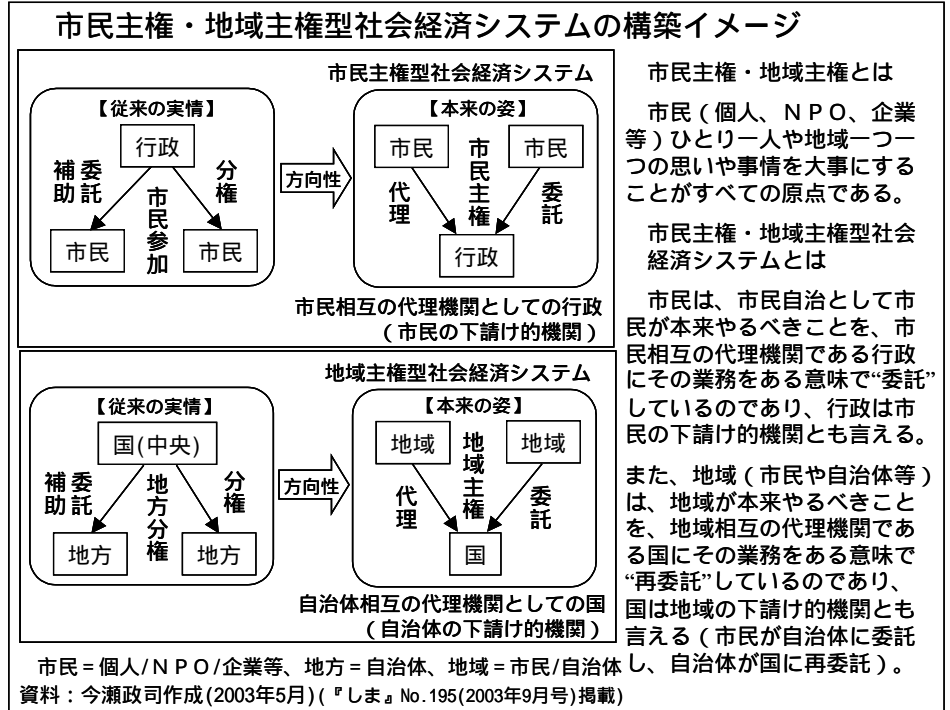 市民主権・地域主権型社会経済システムの構築イメージ
市民主権型社会経済システム
【従来の実情】
行政
補助
委託
市民参加
分権
市民
市民
方向性
【本来の姿】
市民
市民
代理
市民主権
委託
行政
市民相互の代理機関としての行政
(市民の下請け的機関)
地域主権型社会経済システム
【従来の実情】
国(中央)
補助
委託
地方分権
分権
地方
地方
方向性
【本来の姿】
地域
地域
代理
地域主権
委託
国
自治体相互の代理機関としての国
(自治体の下請け的機関)
市民主権・地域主権とは
市民(個人、NPO、企業
等)ひとり一人や地域一つ一
つの思いや事情を大事にする
ことがすべての原点である。
市民主権・地域主権型社会
経済システムとは
市民は、市民自治として市
民が本来やるべきことを、市
民相互の代理機関である行政
にその業務をある意味で“委託”
しているのであり、行政は市
民の下請け的機関とも言える。
また、地域(市民や自治体等)
は、地域が本来やるべきこと
を、地域相互の代理機関であ
る国にその業務をある意味で
“再委託”しているのであり、
国は地域の下請け的機関とも
言える(市民が自治体に委託
し、自治体が国に再委託)。
市民=個人/NPO/企業等、地方=自治体、地域=市民/自治体
資料:今瀬政司作成(2003年5月)(『しま』No.195(2003年9月号)掲載)